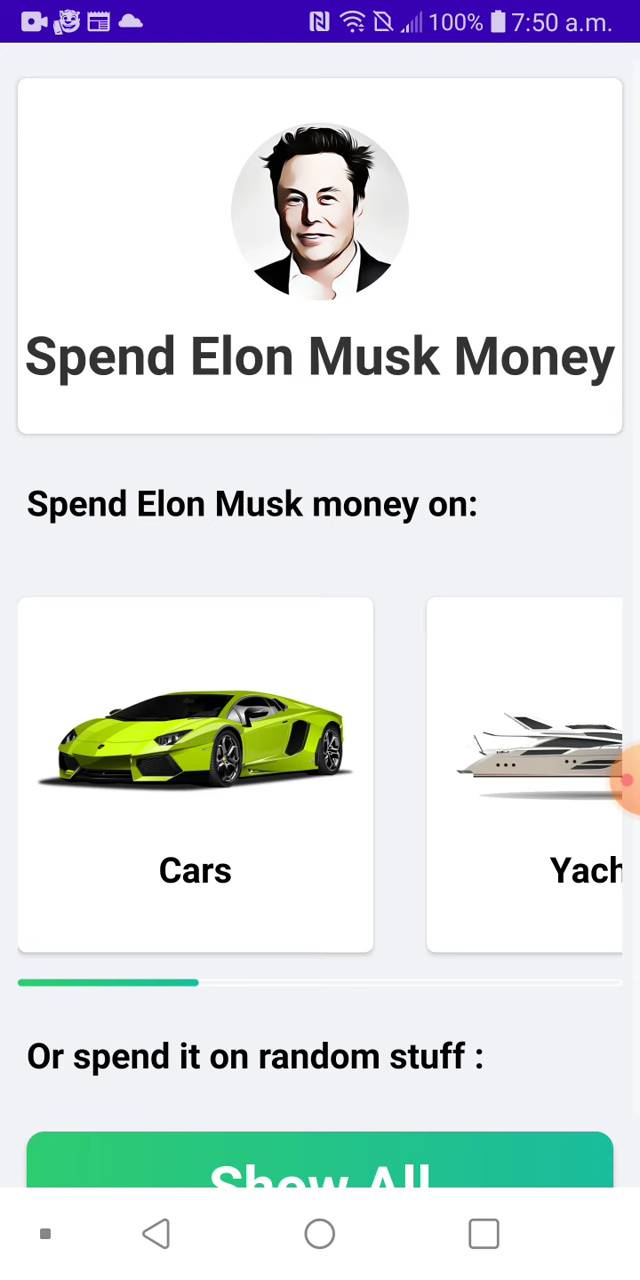 100% 7:50 a.m.
Spend Elon Musk Money
Spend Elon Musk money on:
Cars
Yach
Or spend it on random stuff :
Show All